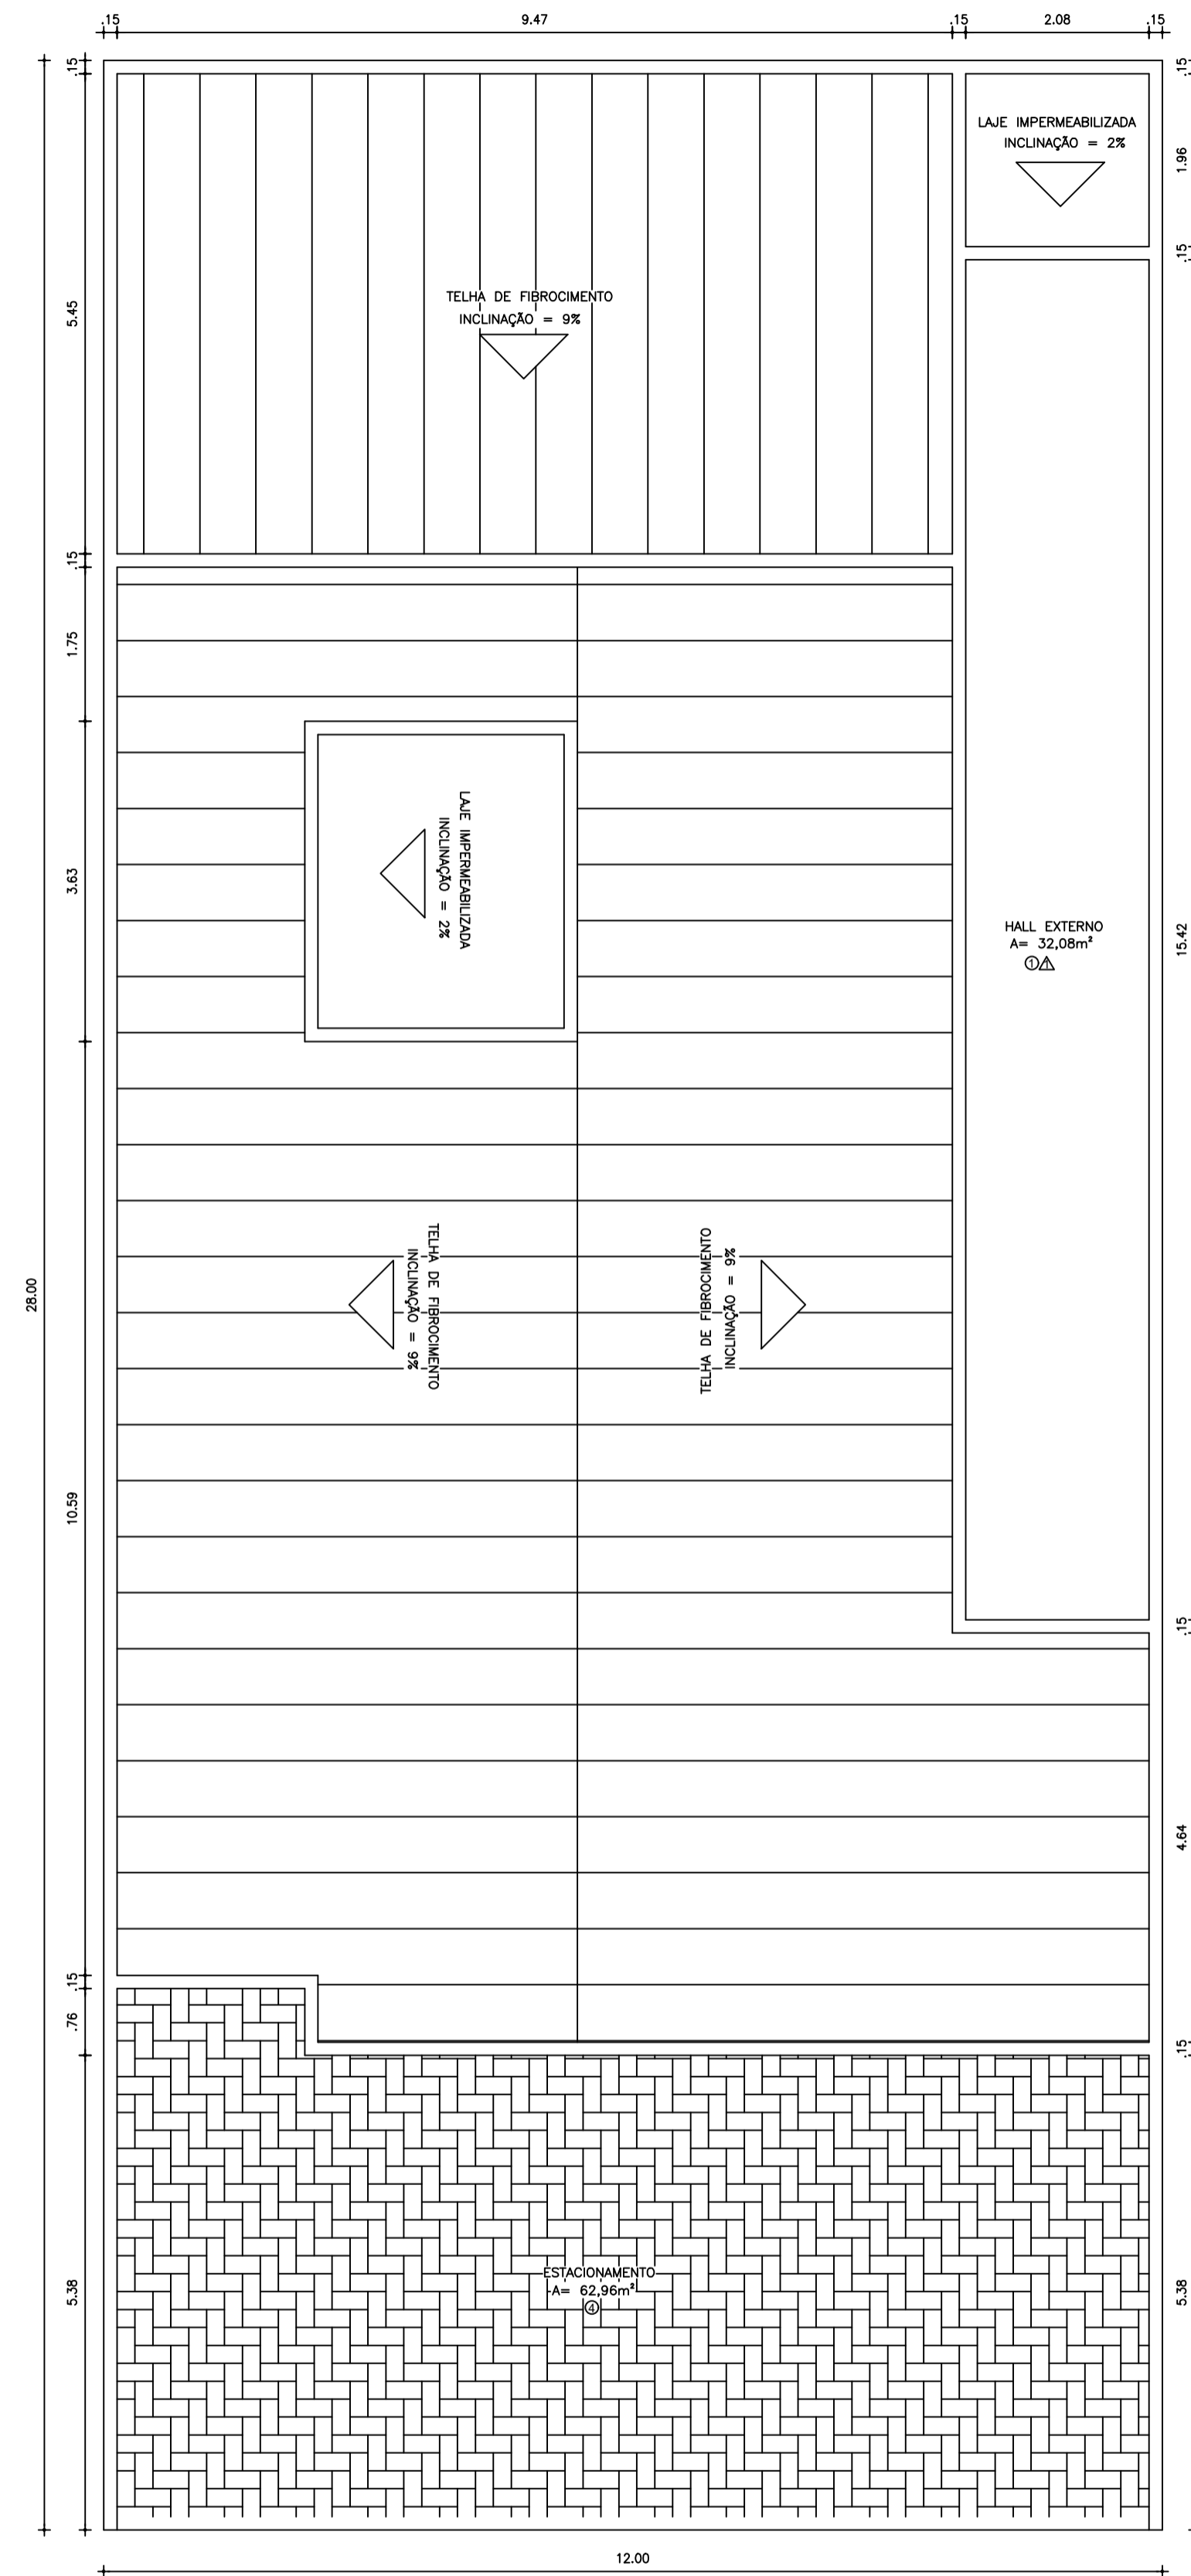 .15
9.47
.15
2.08
.15
.15
.15
LAJE IMPERMEABILIZADA
INCLINAÇÃO = 2%
1.96
.15
TELHA DE FIBROCIMENTO
INCLINAÇÃO = 9%
5.45
.15
1.75
LAJE IMPERMEABILIZADA
INCLINAÇÃO = 2%
3.63
HALL EXTERNO
A= 32,08m²
1 1
15.42
TELHA DE FIBROCIMENTO
INCLINAÇÃO = 9%
TELHA DE FIBROCIMENTO
INCLINAÇÃO = 9%
28.00
10.59
.15
4.64
.15
.76
.15
ESTACIONAMENTO
A= 62,96m²
4
5.38
5.38
12.00